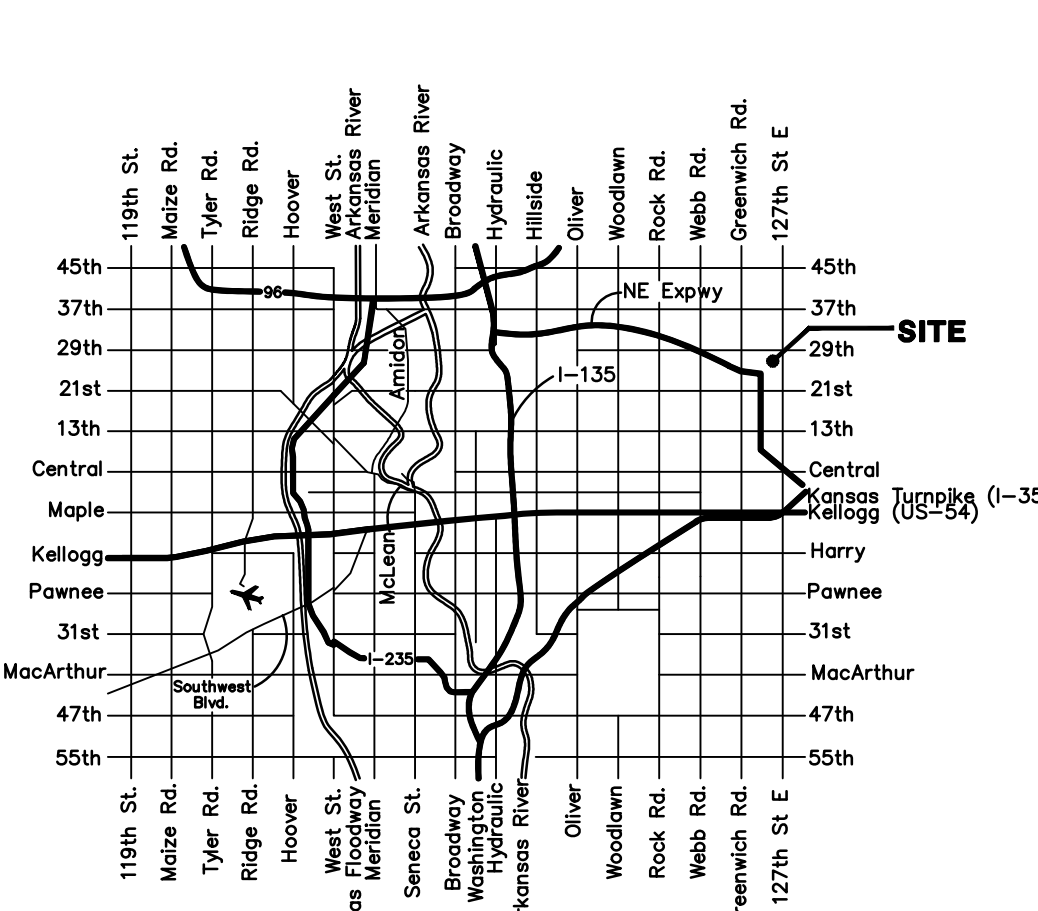 119th St.
Maize Rd.
Tyler Rd.
Ridge Rd.
Hoover
West St.
Arkansas River
Meridian
Arkansas River
Broadway
Hydraulic
Hillside
Oliver
Woodlawn
Rock Rd.
Webb Rd.
Greenwich Rd.
127th St E
45th
45th
96
NE Expwy
37th
37th
SITE
29th
29th
Amidon
I-135
21st
21st
13th
13th
Central
Central
Kansas Turnpike (I-35
Maple
Kellogg (US-54)
Kellogg
Harry
McLean
Pawnee
Pawnee
31st
31st
I-235
MacArthur
MacArthur
Southwest
Blvd.
47th
47th
55th
55th
119th St.
Maize Rd.
Tyler Rd.
Ridge Rd.
Hoover
West St.
as Floodway
Meridian
Seneca St.
Broadway
Washington
Hydraulic
rkansas River
Oliver
Woodlawn
Rock Rd.
Webb Rd.
reenwich Rd.
127th St E